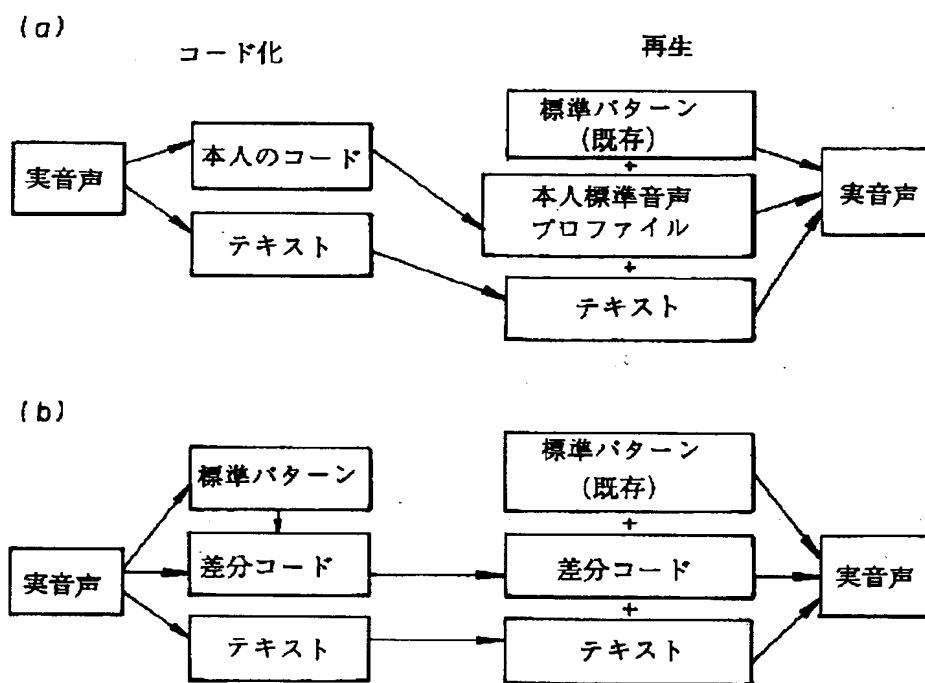 (a)
コード化
再生
実音声
本人のコード
テキスト
標準パターン
(既存)
+
本人標準音声
プロファイル
+
テキスト
実音声
(b)
実音声
標準パターン
差分コード
テキスト
標準パターン
(既存)
+
差分コード
+
テキスト
実音声